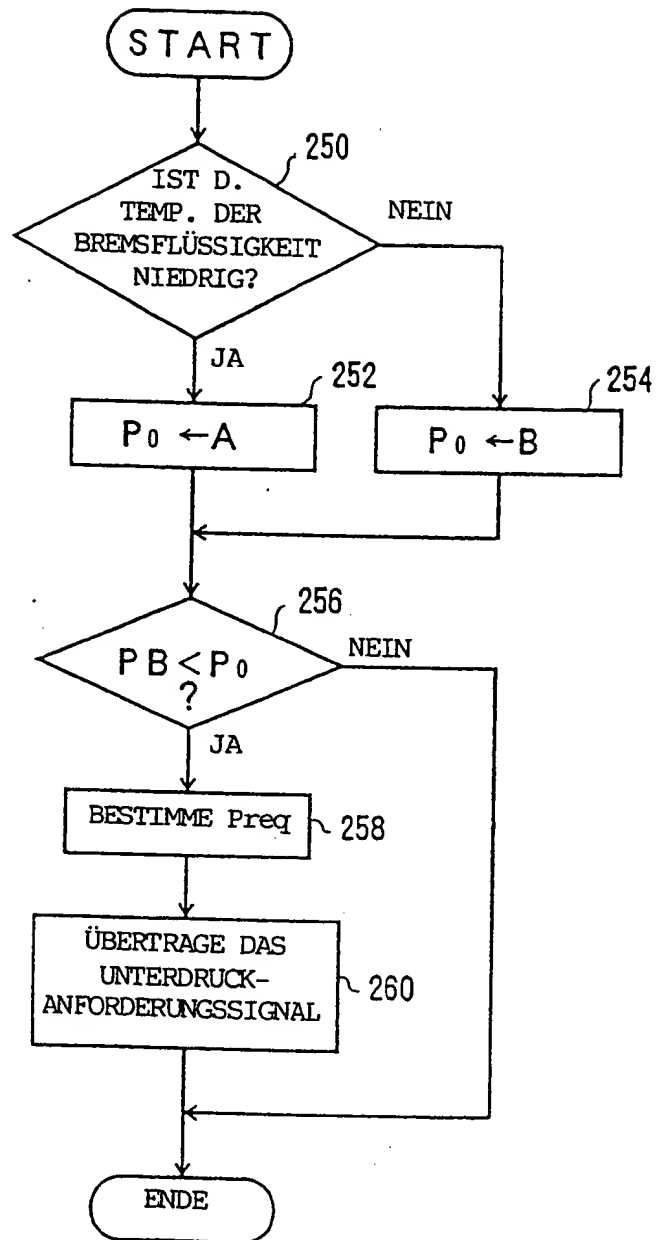 START
250
IST D.
TEMP. DER
BREMSFLÜSSIGKEIT
NIEDRIG?
NEIN
JA
252
P0 ←A
254
P0 ←B
256
PB<P0
?
NEIN
JA
BESTIMME Preq
258
ÜBERTRAGE DAS
UNTERDRUCK-
ANFORDERUNGSSIGNAL
260
ENDE